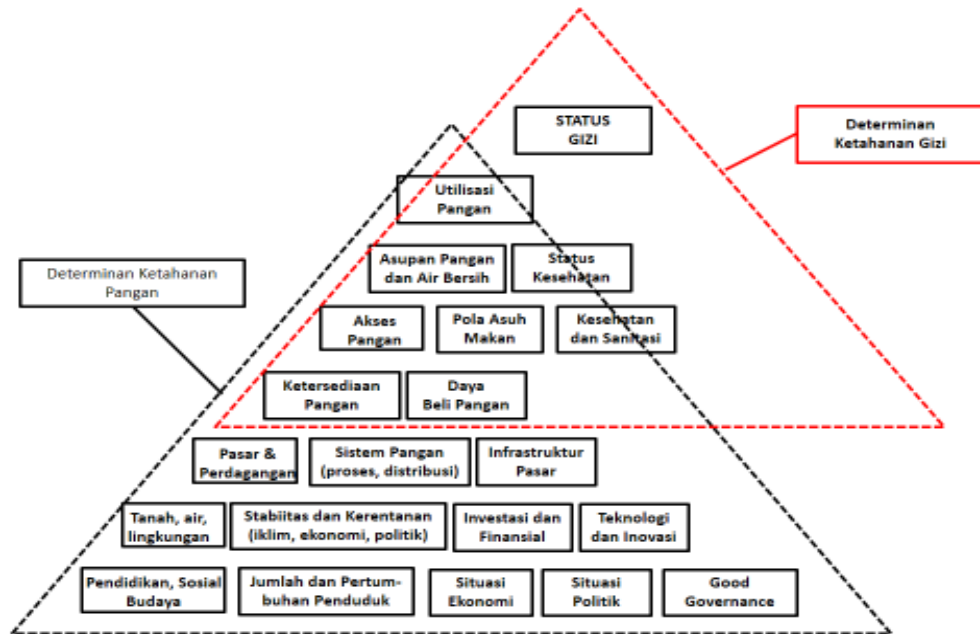 STATUS
GIZI
Determinan
Ketahanan Gizi
Utilisasi
Pangan
Determinan Ketahanan
Pangan
Asupan Pangan
dan Air Bersih
Status
Kesehatan
Akses
Pangan
Pola Asuh
Makan
Kesehatan
dan Sanitasi
Ketersediaan
Pangan
Daya
Beli Pangan
Pasar &
Perdagangan
Sistem Pangan
(proses, distribusi)
Infrastruktur
Pasar
Tanah, air,
lingkungan
Stabiitas dan Kerentanan
(iklim, ekonomi, politik)
Investasi dan
Finansial
Teknologi
dan Inovasi
Pendidikan, Sosial
Budaya
Jumlah dan Pertum-
buhan Penduduk
Situasi
Ekonomi
Situasi
Politik
Good
Governance